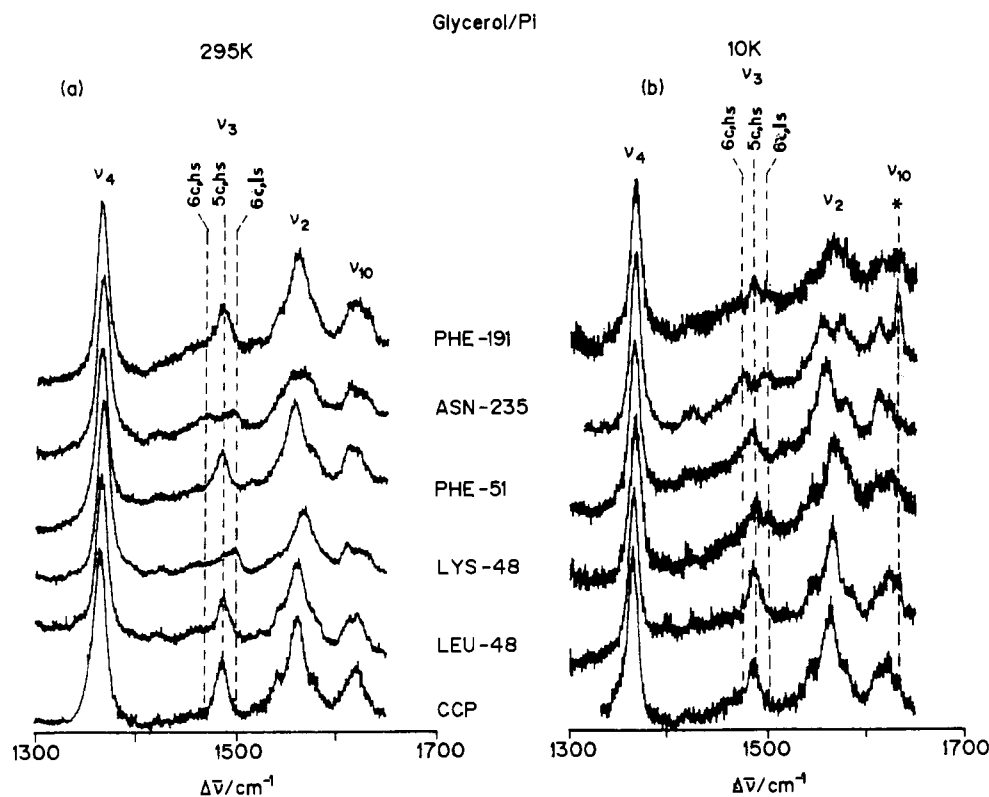 Glycerol/Pi
295K
10K
(a)
(b)
ν3
ν3
6c,hs
5c,hs
6c,ls
6c,hs
5c,hs
6c,ls
ν4
ν2
ν10
ν4
ν2
ν10
*
PHE-191
ASN-235
PHE-51
LYS-48
LEU-48
CCP
1300
1500
1700
1300
1500
1700
Δν̄/cm⁻¹
Δν̄/cm⁻¹